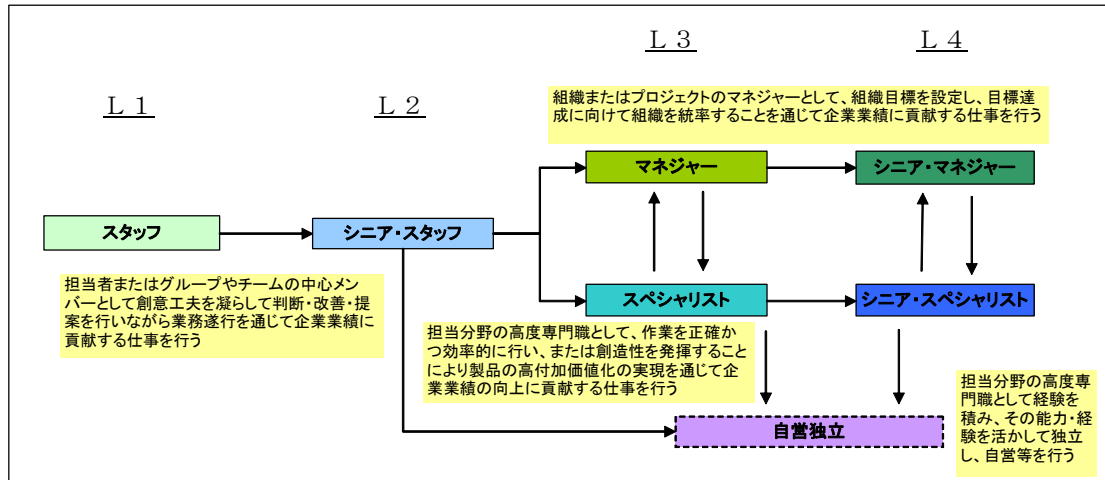 Ｌ１
Ｌ２
Ｌ３
Ｌ４
組織またはプロジェクトのマネジャーとして、組織目標を設定し、目標達
成に向けて組織を統率することを通じて企業業績に貢献する仕事を行う
マネジャー
シニア・マネジャー
スタッフ
シニア・スタッフ
担当者またはグループやチームの中心メン
バーとして創意工夫を凝らして判断・改善・提
案を行いながら業務遂行を通じて企業業績に
貢献する仕事を行う
スペシャリスト
シニア・スペシャリスト
担当分野の高度専門職として、作業を正確か
つ効率的に行い、または創造性を発揮すること
により製品の高付加価値化の実現を通じて企
業業績の向上に貢献する仕事を行う
自営独立
担当分野の高度専
門職として経験を
積み、その能力・経
験を活かして独立
し、自営等を行う